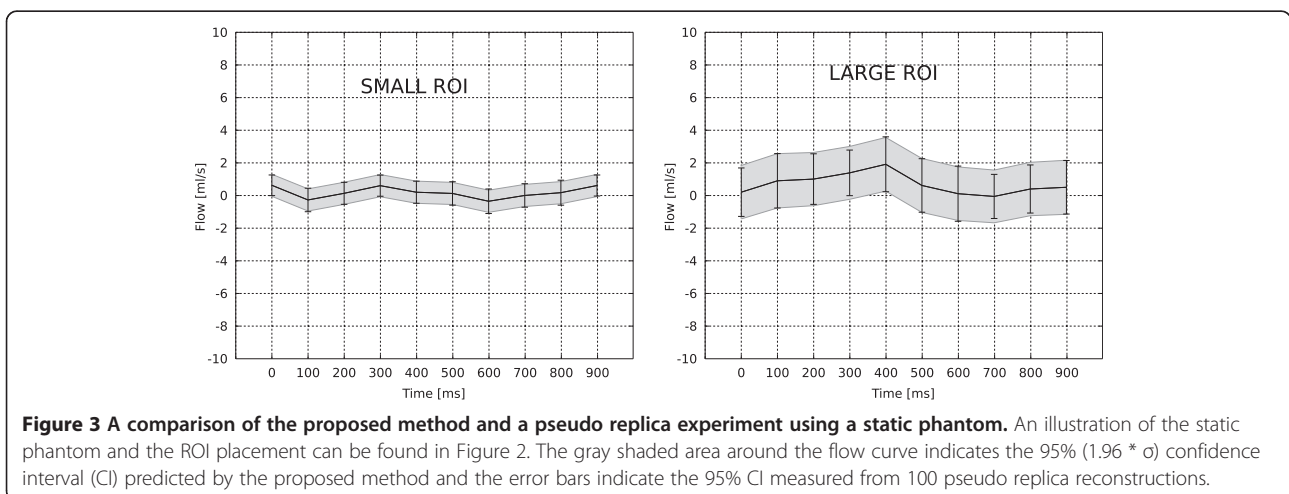 10
8
6
4
2
0
-2
-4
-6
-8
-10
Flow [ml/s]
SMALL ROI
0 100 200 300 400 500 600 700 800 900
Time [ms]
10
8
6
4
2
0
-2
-4
-6
-8
-10
Flow [ml/s]
LARGE ROI
0 100 200 300 400 500 600 700 800 900
Time [ms]
Figure 3 A comparison of the proposed method and a pseudo replica experiment using a static phantom. An illustration of the static
phantom and the ROI placement can be found in Figure 2. The gray shaded area around the flow curve indicates the 95% (1.96 * σ) confidence
interval (CI) predicted by the proposed method and the error bars indicate the 95% CI measured from 100 pseudo replica reconstructions.